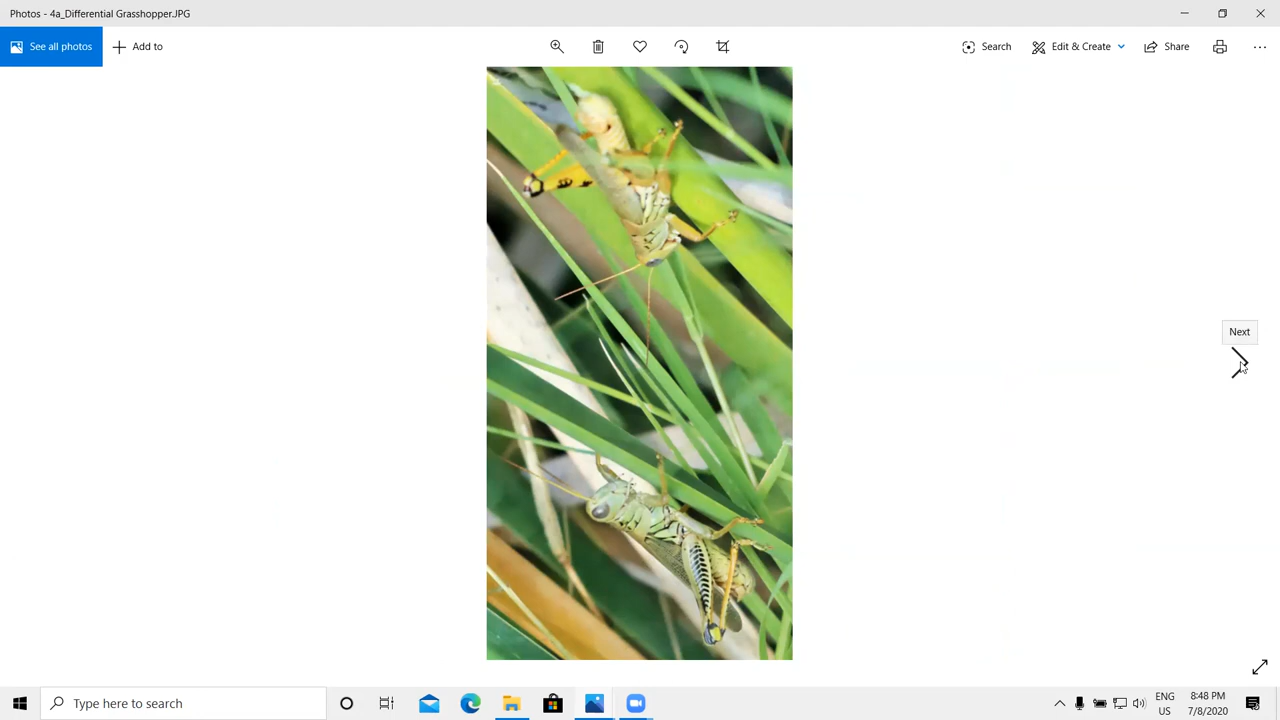 Photos - 4a_Differential Grasshopper.JPG
See all photos
Add to
Search
Edit & Create
Share
Next
Type here to search
ENG
US
8:48 PM
7/8/2020